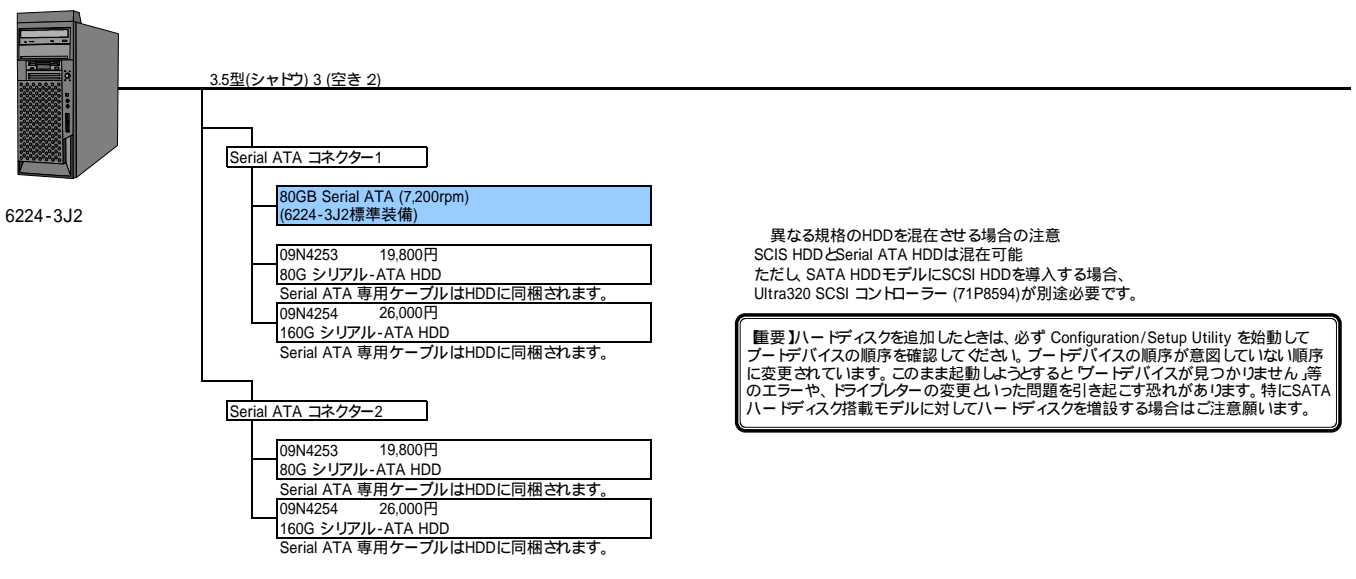 3.5型(シャドウ) 3 (空き 2)
6224-3J2
Serial ATA コネクター1
80GB Serial ATA (7,200rpm)
(6224-3J2標準装備)
09N4253 19,800円
80G シリアル-ATA HDD
Serial ATA 専用ケーブルはHDDに同梱されます。
09N4254 26,000円
160G シリアル-ATA HDD
Serial ATA 専用ケーブルはHDDに同梱されます。
Serial ATA コネクター2
09N4253 19,800円
80G シリアル-ATA HDD
Serial ATA 専用ケーブルはHDDに同梱されます。
09N4254 26,000円
160G シリアル-ATA HDD
Serial ATA 専用ケーブルはHDDに同梱されます。
異なる規格のHDDを混在させる場合の注意
SCIS HDDとSerial ATA HDDは混在可能
ただし、SATA HDDモデルにSCSI HDDを導入する場合、
Ultra320 SCSI コントローラー (71P8594)が別途必要です。
【重要】ハードディスクを追加したときは、必ず Configuration/Setup Utility を始動して
ブートデバイスの順序を確認してください。ブートデバイスの順序が意図していない順序
に変更されています。このまま起動しようとすると「ブートデバイスが見つかりません」等
のエラーや、ドライブレターの変更といった問題を引き起こす恐れがあります。特にSATA
ハードディスク搭載モデルに対してハードディスクを増設する場合はご注意願います。